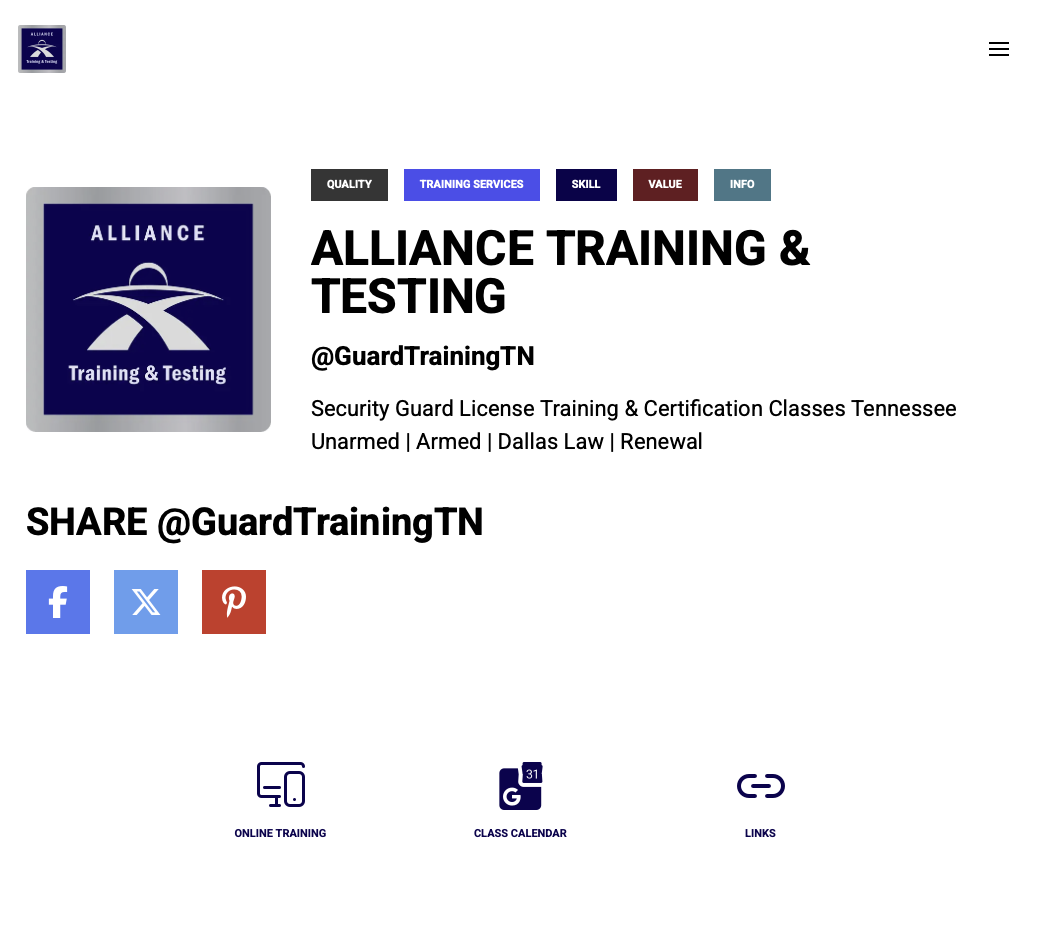 ALLIANCE
Training & Testing
QUALITY
TRAINING SERVICES
SKILL
VALUE
INFO
ALLIANCE
Training & Testing
ALLIANCE TRAINING &
TESTING
@GuardTrainingTN
Security Guard License Training & Certification Classes Tennessee
Unarmed | Armed | Dallas Law | Renewal
SHARE @GuardTrainingTN
31
G
ONLINE TRAINING
CLASS CALENDAR
LINKS